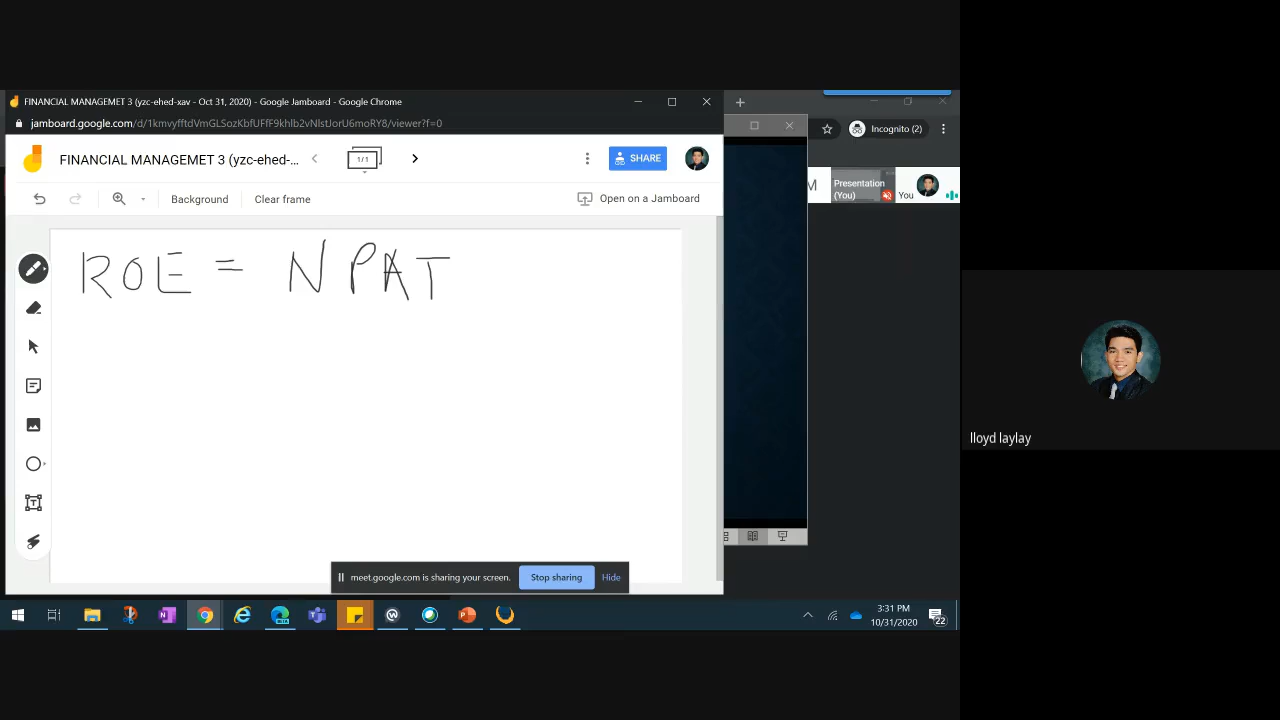 FINANCIAL MANAGEMET 3 (yzc-ehed-xav - Oct 31, 2020) - Google Jamboard - Google Chrome
jamboard.google.com/d/1kmvyfftdVmGLSozKbfUFfF9khlb2vNlstJorU6moRY8/viewer?f=0
Incognito (2)
FINANCIAL MANAGEMET 3 (yzc-ehed-...
1/1
SHARE
M
Presentation
(You)
You
Background
Clear frame
Open on a Jamboard
ROE = NPAT
lloyd laylay
meet.google.com is sharing your screen.
Stop sharing
Hide
3:31 PM
10/31/2020
22